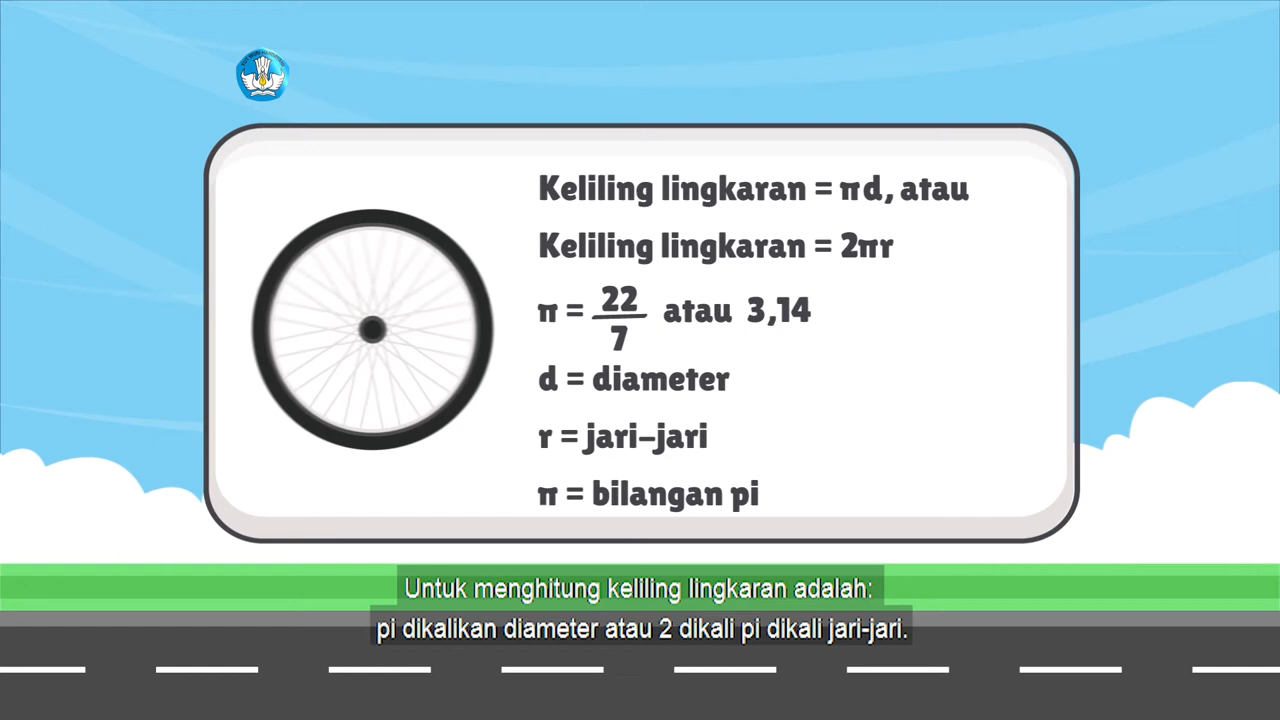 Keliling lingkaran = πd, atau
Keliling lingkaran = 2πr
π = 22/7 atau 3,14
d = diameter
r = jari-jari
π = bilangan pi
Untuk menghitung keliling lingkaran adalah:
pi dikalikan diameter atau 2 dikali pi dikali jari-jari.